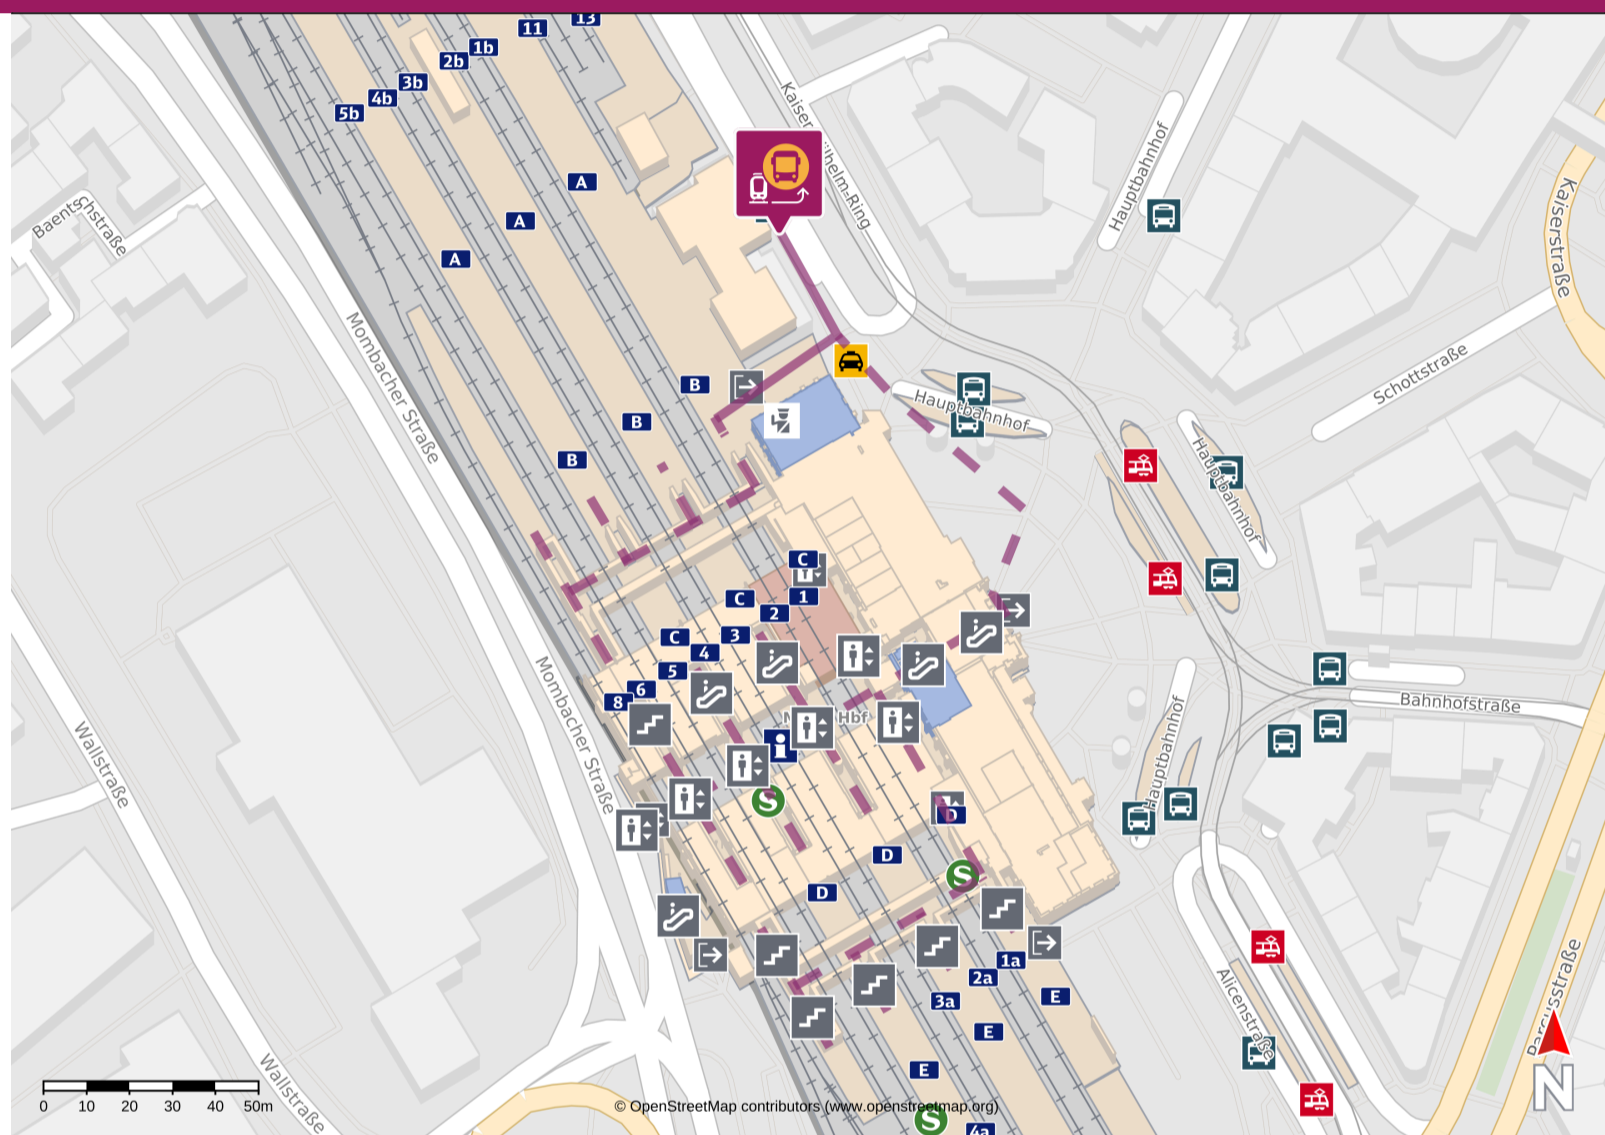 13
11
1b
2b
3b
4b
5b
A
A
A
Kaiser
ilhelm-Ring
Hauptbahnhof
Kaiserstraße
Baentschstraße
Mombacher Straße
Schottstraße
B
B
B
Hauptbahnhof
Hauptbahnhof
C
C
C
1
2
3
4
5
6
8
Hbf
i
S
D
D
D
S
Mombacher Straße
Wallstraße
Bahnhofstraße
Hauptbahnhof
1a
2a
3a
E
E
E
Alicenstraße
Parcusstraße
Wallstraße
N
0 10 20 30 40 50m
© OpenStreetMap contributors (www.openstreetmap.org)
S
4a